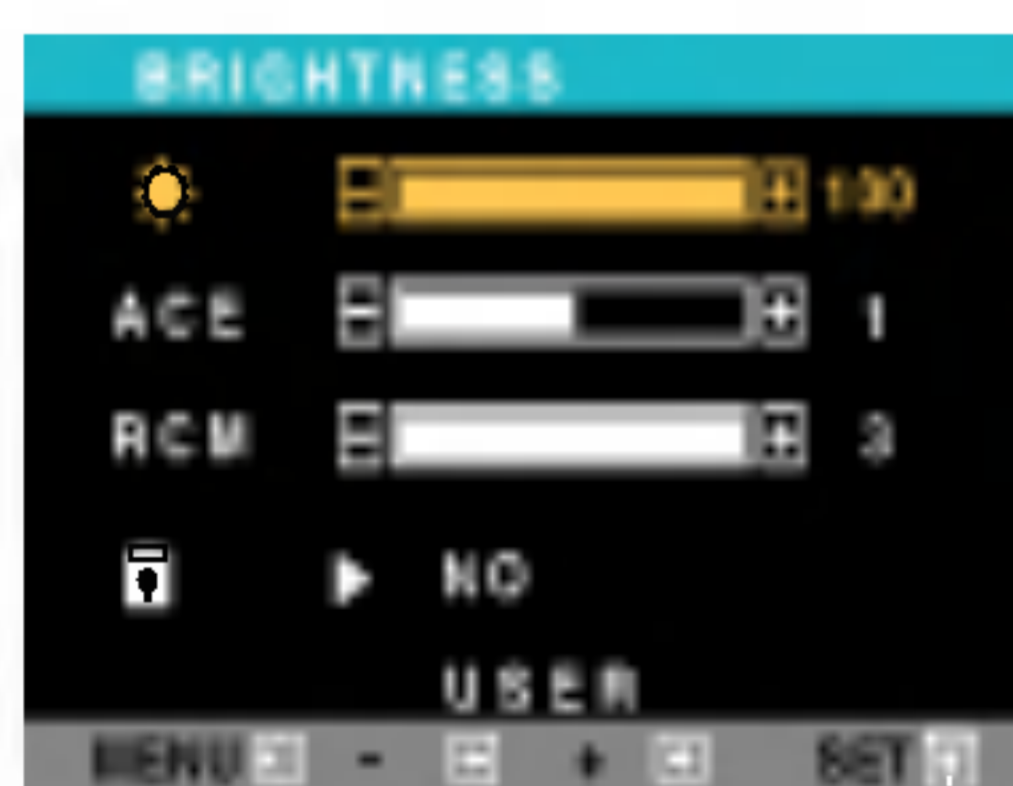 BRIGHTNESS
- + 100
ACE - + 1
RCM - + 3
NO
USER
MENU - + SET